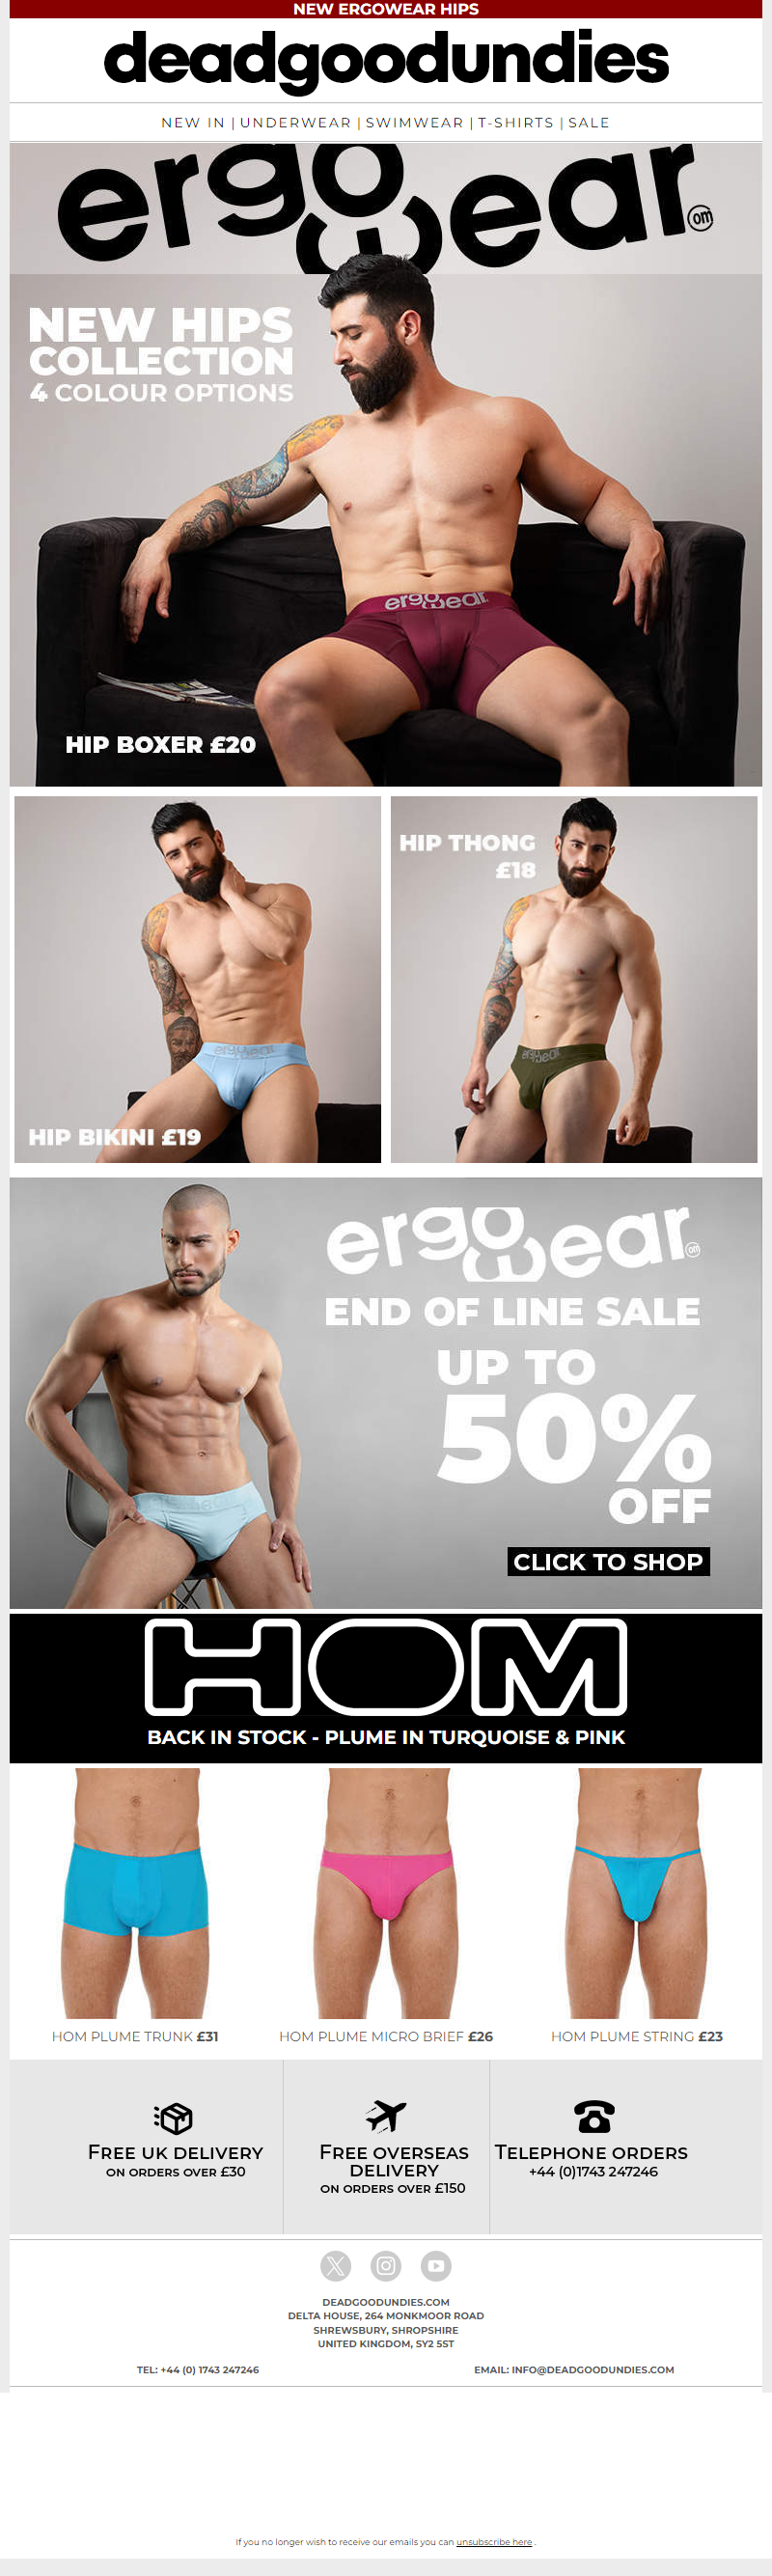 NEW ERGOWEAR HIPS
deadgoodundies
NEW IN | UNDERWEAR | SWIMWEAR | T-SHIRTS | SALE
ergowear.om
NEW HIPS
COLLECTION
4 COLOUR OPTIONS
ergowear.
HIP BOXER £20
HIP THONG
£18
ergowear
ergowear
HIP BIKINI £19
ergowear.om
END OF LINE SALE
UP TO
50%
OFF
ergowear
CLICK TO SHOP
HOM
BACK IN STOCK - PLUME IN TURQUOISE & PINK
HOM PLUME TRUNK £31
HOM PLUME MICRO BRIEF £26
HOM PLUME STRING £23
FREE UK DELIVERY
ON ORDERS OVER £30
FREE OVERSEAS
DELIVERY
ON ORDERS OVER £150
TELEPHONE ORDERS
+44 (0)1743 247246
DEADGOODUNDIES.COM
DELTA HOUSE, 264 MONKMOOR ROAD
SHREWSBURY, SHROPSHIRE
UNITED KINGDOM, SY2 5ST
TEL: +44 (0) 1743 247246
EMAIL: INFO@DEADGOODUNDIES.COM
If you no longer wish to receive our emails you can unsubscribe here .